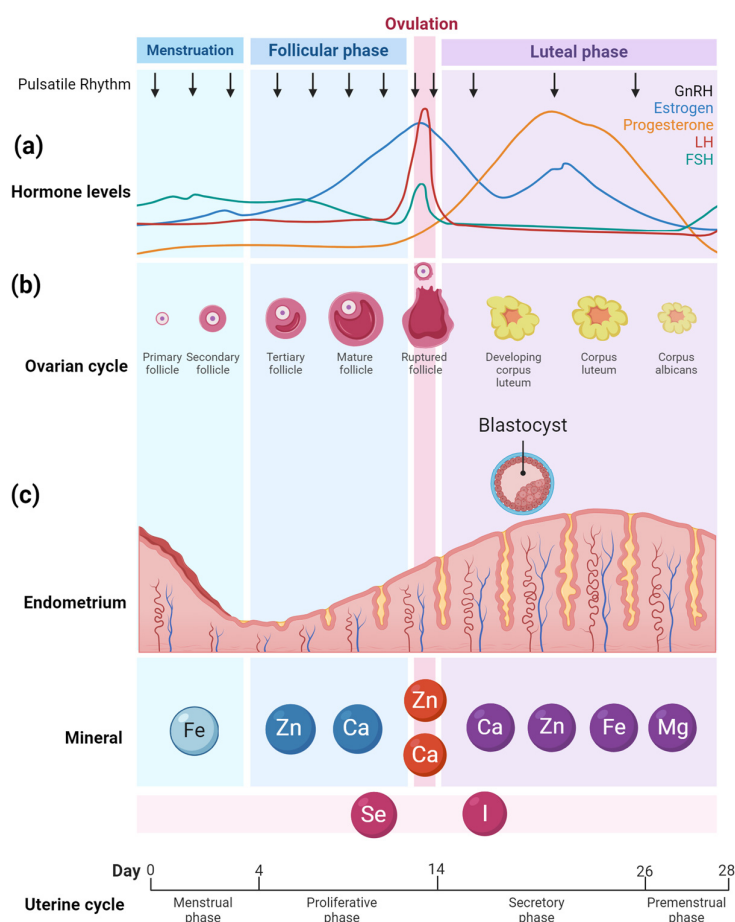 Ovulation
Menstruation
Follicular phase
Luteal phase
Pulsatile Rhythm
GnRH
Estrogen
Progesterone
LH
FSH
(a)
Hormone levels
(b)
Ovarian cycle
Primary
follicle
Secondary
follicle
Tertiary
follicle
Mature
follicle
Ruptured
follicle
Developing
corpus
luteum
Corpus
luteum
Corpus
albicans
Blastocyst
(c)
Endometrium
Mineral
Fe
Zn
Ca
Zn
Ca
Ca
Zn
Fe
Mg
Se
I
Day 0 4 14 26 28
Uterine cycle
Menstrual
phase
Proliferative
phase
Secretory
phase
Premenstrual
phase